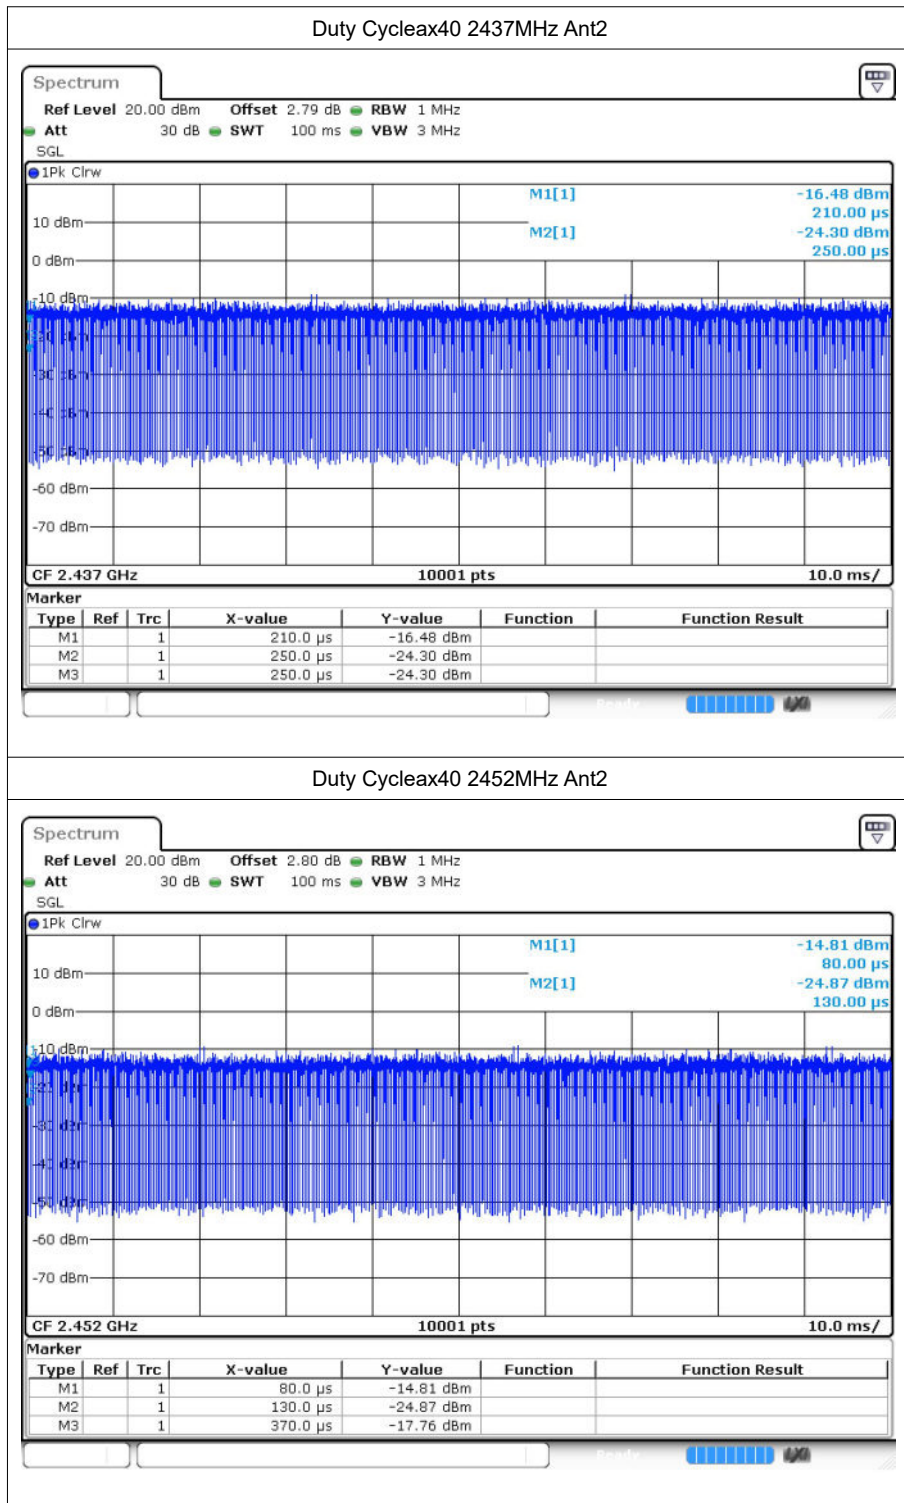 Duty Cycleax40 2437MHz Ant2
Spectrum
Ref Level 20.00 dBm Offset 2.79 dB RBW 1 MHz
Att 30 dB SWT 100 ms VBW 3 MHz
SGL
1Pk Clrw
M1[1] -16.48 dBm
210.00 µs
10 dBm
M2[1] -24.30 dBm
250.00 µs
0 dBm
-10 dBm
-60 dBm
-70 dBm
CF 2.437 GHz 10001 pts 10.0 ms/
Marker
Type Ref Trc X-value Y-value Function Function Result
M1 1 210.0 µs -16.48 dBm
M2 1 250.0 µs -24.30 dBm
M3 1 250.0 µs -24.30 dBm
Ready
Duty Cycleax40 2452MHz Ant2
Spectrum
Ref Level 20.00 dBm Offset 2.80 dB RBW 1 MHz
Att 30 dB SWT 100 ms VBW 3 MHz
SGL
1Pk Clrw
M1[1] -14.81 dBm
80.00 µs
10 dBm
M2[1] -24.87 dBm
130.00 µs
0 dBm
-10 dBm
-60 dBm
-70 dBm
CF 2.452 GHz 10001 pts 10.0 ms/
Marker
Type Ref Trc X-value Y-value Function Function Result
M1 1 80.0 µs -14.81 dBm
M2 1 130.0 µs -24.87 dBm
M3 1 370.0 µs -17.76 dBm
Ready